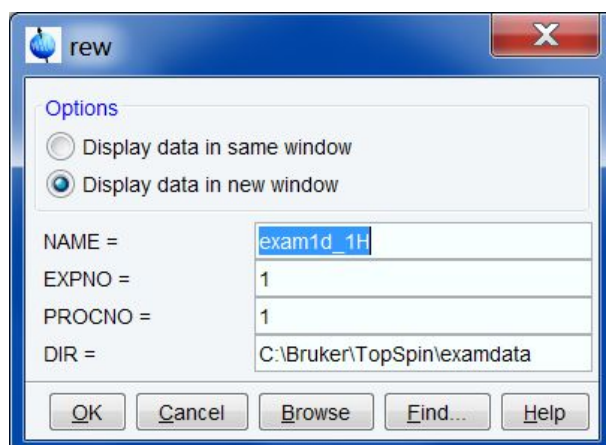 rew
X
Options
Display data in same window
Display data in new window
NAME = exam1d_1H
EXPNO = 1
PROCNO = 1
DIR = C:\Bruker\TopSpin\examdata
OK Cancel Browse Find... Help